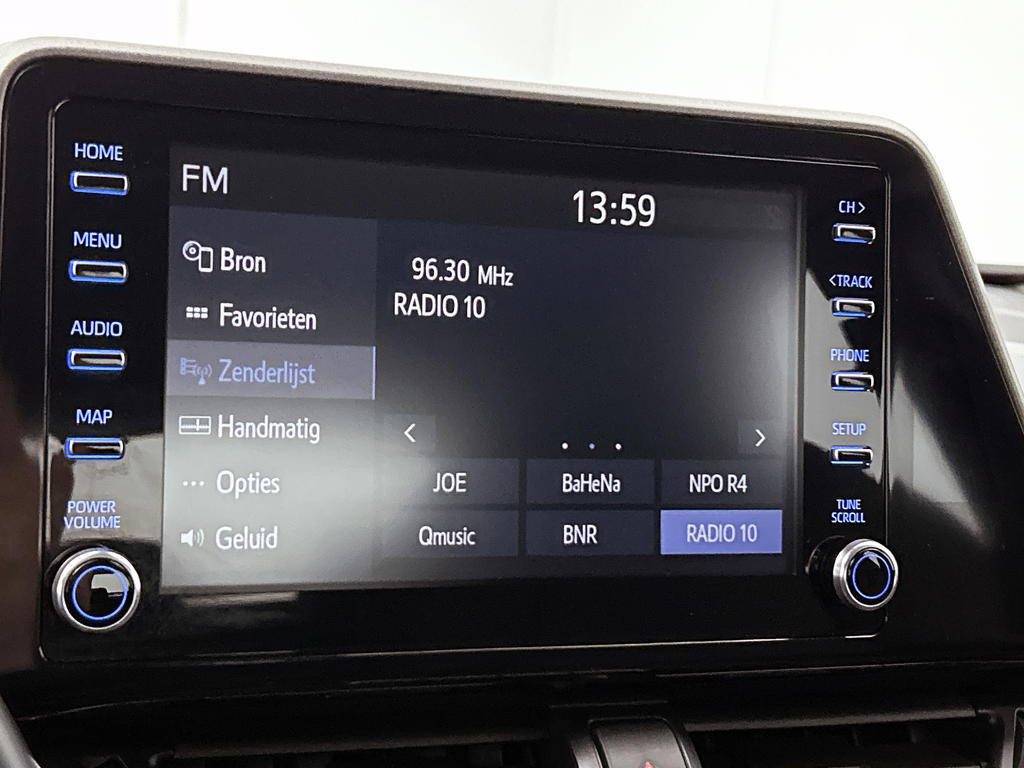 HOME
MENU
AUDIO
MAP
POWER
VOLUME
FM
13:59
Bron
Favorieten
Zenderlijst
Handmatig
Opties
Geluid
96.30 MHz
RADIO 10
JOE
BaHeNa
NPO R4
Qmusic
BNR
RADIO 10
CH >
< TRACK
PHONE
SETUP
TUNE
SCROLL